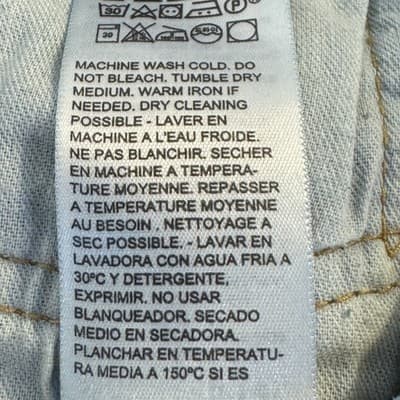 30 P
30
MACHINE WASH COLD. DO
NOT BLEACH. TUMBLE DRY
MEDIUM. WARM IRON IF
NEEDED. DRY CLEANING
POSSIBLE - LAVER EN
MACHINE A L'EAU FROIDE.
NE PAS BLANCHIR. SECHER
EN MACHINE A TEMPERA-
TURE MOYENNE. REPASSER
A TEMPERATURE MOYENNE
AU BESOIN . NETTOYAGE A
SEC POSSIBLE. - LAVAR EN
LAVADORA CON AGUA FRIA A
30ºC Y DETERGENTE,
EXPRIMIR. NO USAR
BLANQUEADOR. SECADO
MEDIO EN SECADORA.
PLANCHAR EN TEMPERATU-
RA MEDIA A 150ºC SI ES